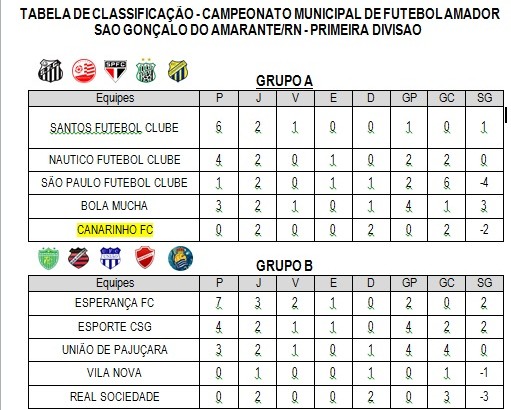 TABELA DE CLASSIFICAÇÃO - CAMPEONATO MUNICIPAL DE FUTEBOL AMADOR
SAO GONÇALO DO AMARANTE/RN - PRIMEIRA DIVISAO
GRUPO A
Equipes P J V E D GP GC SG
SANTOS FUTEBOL CLUBE 6 2 1 0 0 1 0 1
NAUTICO FUTEBOL CLUBE 4 2 0 1 0 2 2 0
SÃO PAULO FUTEBOL CLUBE 1 2 0 1 1 2 6 -4
BOLA MUCHA 3 2 1 0 1 4 1 3
CANARINHO FC 0 2 0 0 2 0 2 -2
GRUPO B
Equipes P J V E D GP GC SG
ESPERANÇA FC 7 3 2 1 0 2 0 2
ESPORTE CSG 4 2 1 1 0 4 2 2
UNIÃO DE PAJUÇARA 3 2 1 0 1 4 4 0
VILA NOVA 0 1 0 0 1 0 1 -1
REAL SOCIEDADE 0 2 0 0 2 0 3 -3